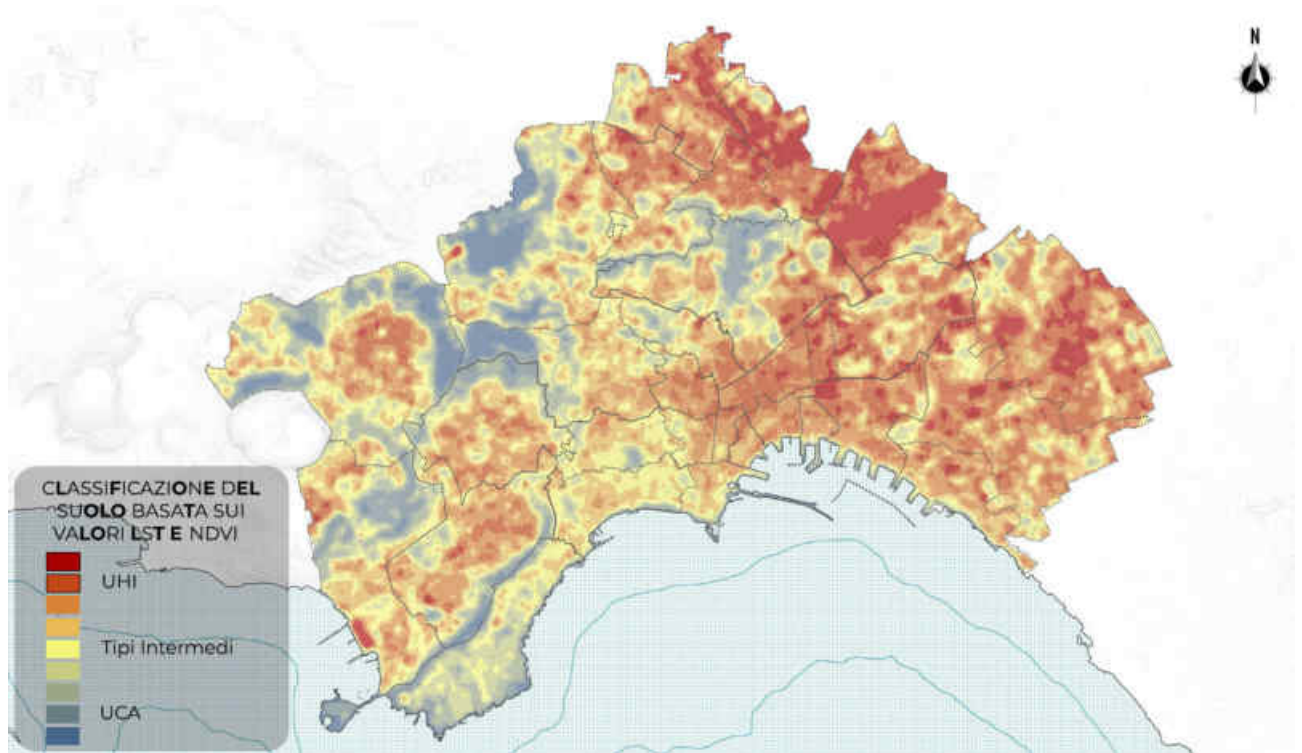 N
CLASSIFICAZIONE DEL
SUOLO BASATA SUI
VALORI LST E NDVI
UHI
Tipi Intermedi
UCA